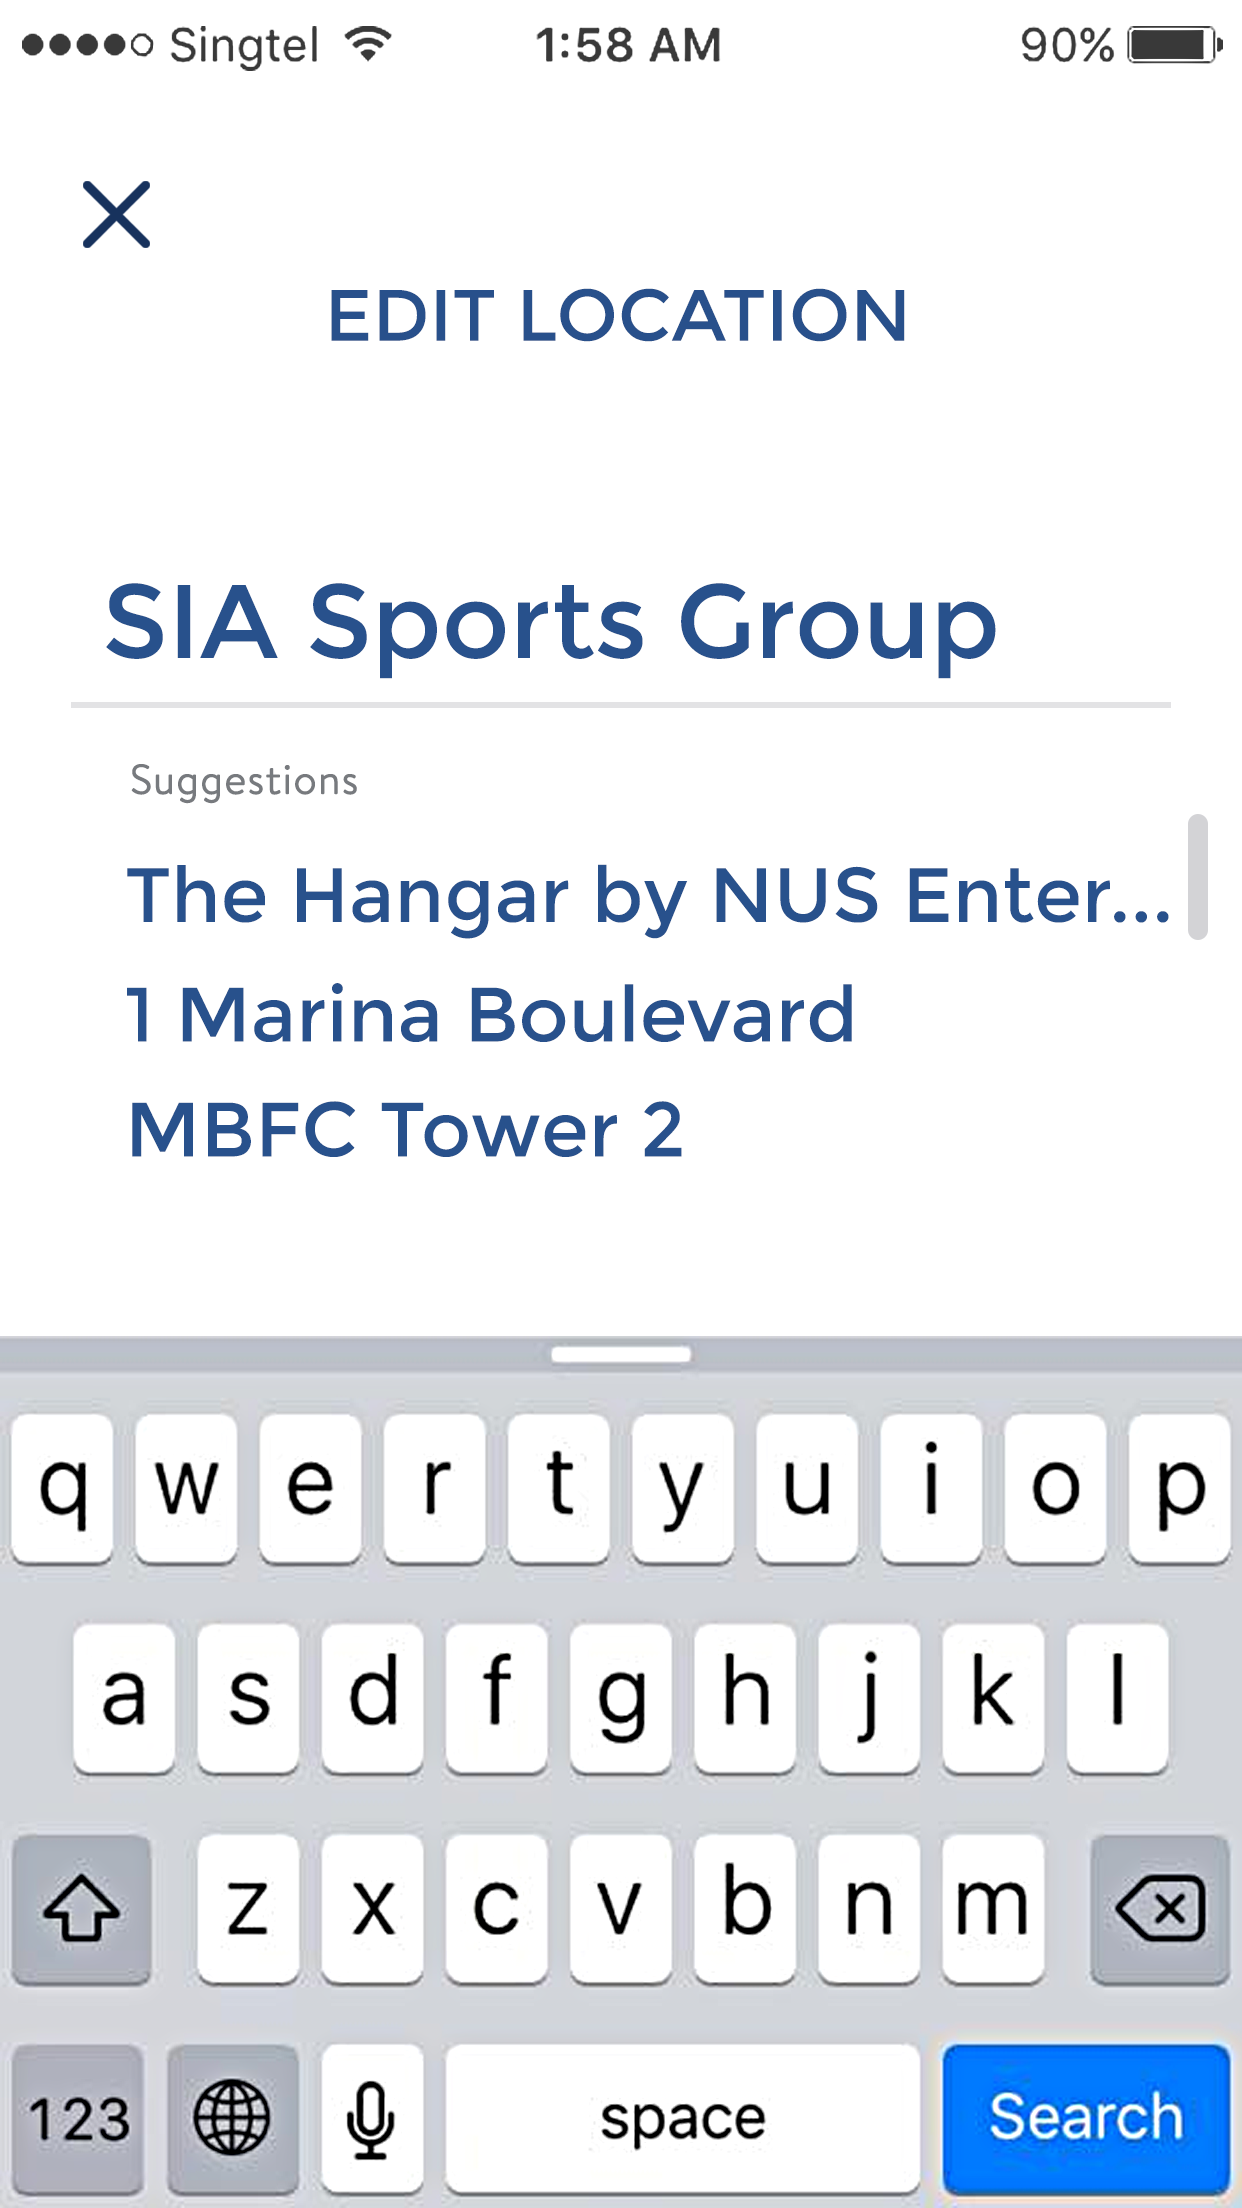 Singtel 1:58 AM 90%
EDIT LOCATION
SIA Sports Group
Suggestions
The Hangar by NUS Enter...
1 Marina Boulevard
MBFC Tower 2
q w e r t y u i o p
a s d f g h j k l
z x c v b n m
123 space Search